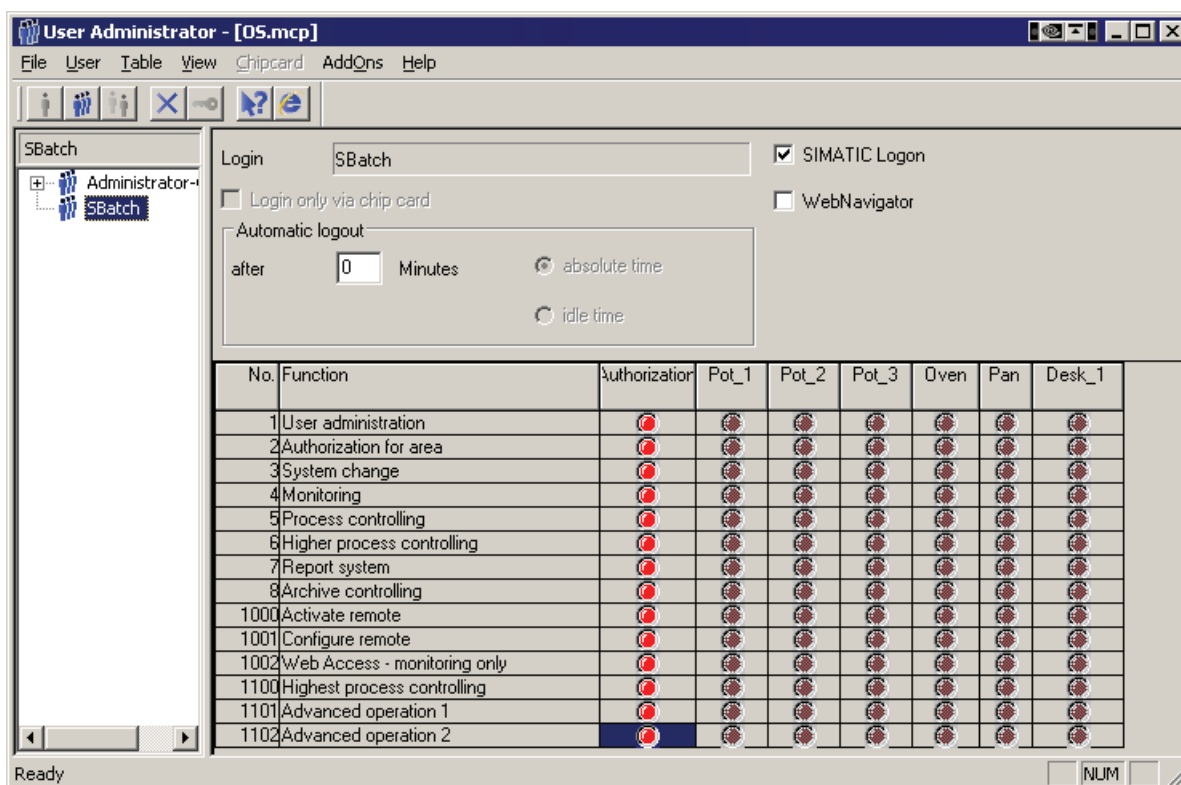 User Administrator - [OS.mcp]
File User Table View Chipcard AddOns Help
SBatch
Administrator-
SBatch
Login SBatch
SIMATIC Logon
Login only via chip card
WebNavigator
Automatic logout
after 0 Minutes absolute time
idle time
No. Function Authorization Pot_1 Pot_2 Pot_3 Oven Pan Desk_1
1 User administration
2 Authorization for area
3 System change
4 Monitoring
5 Process controlling
6 Higher process controlling
7 Report system
8 Archive controlling
1000 Activate remote
1001 Configure remote
1002 Web Access - monitoring only
1100 Highest process controlling
1101 Advanced operation 1
1102 Advanced operation 2
Ready NUM